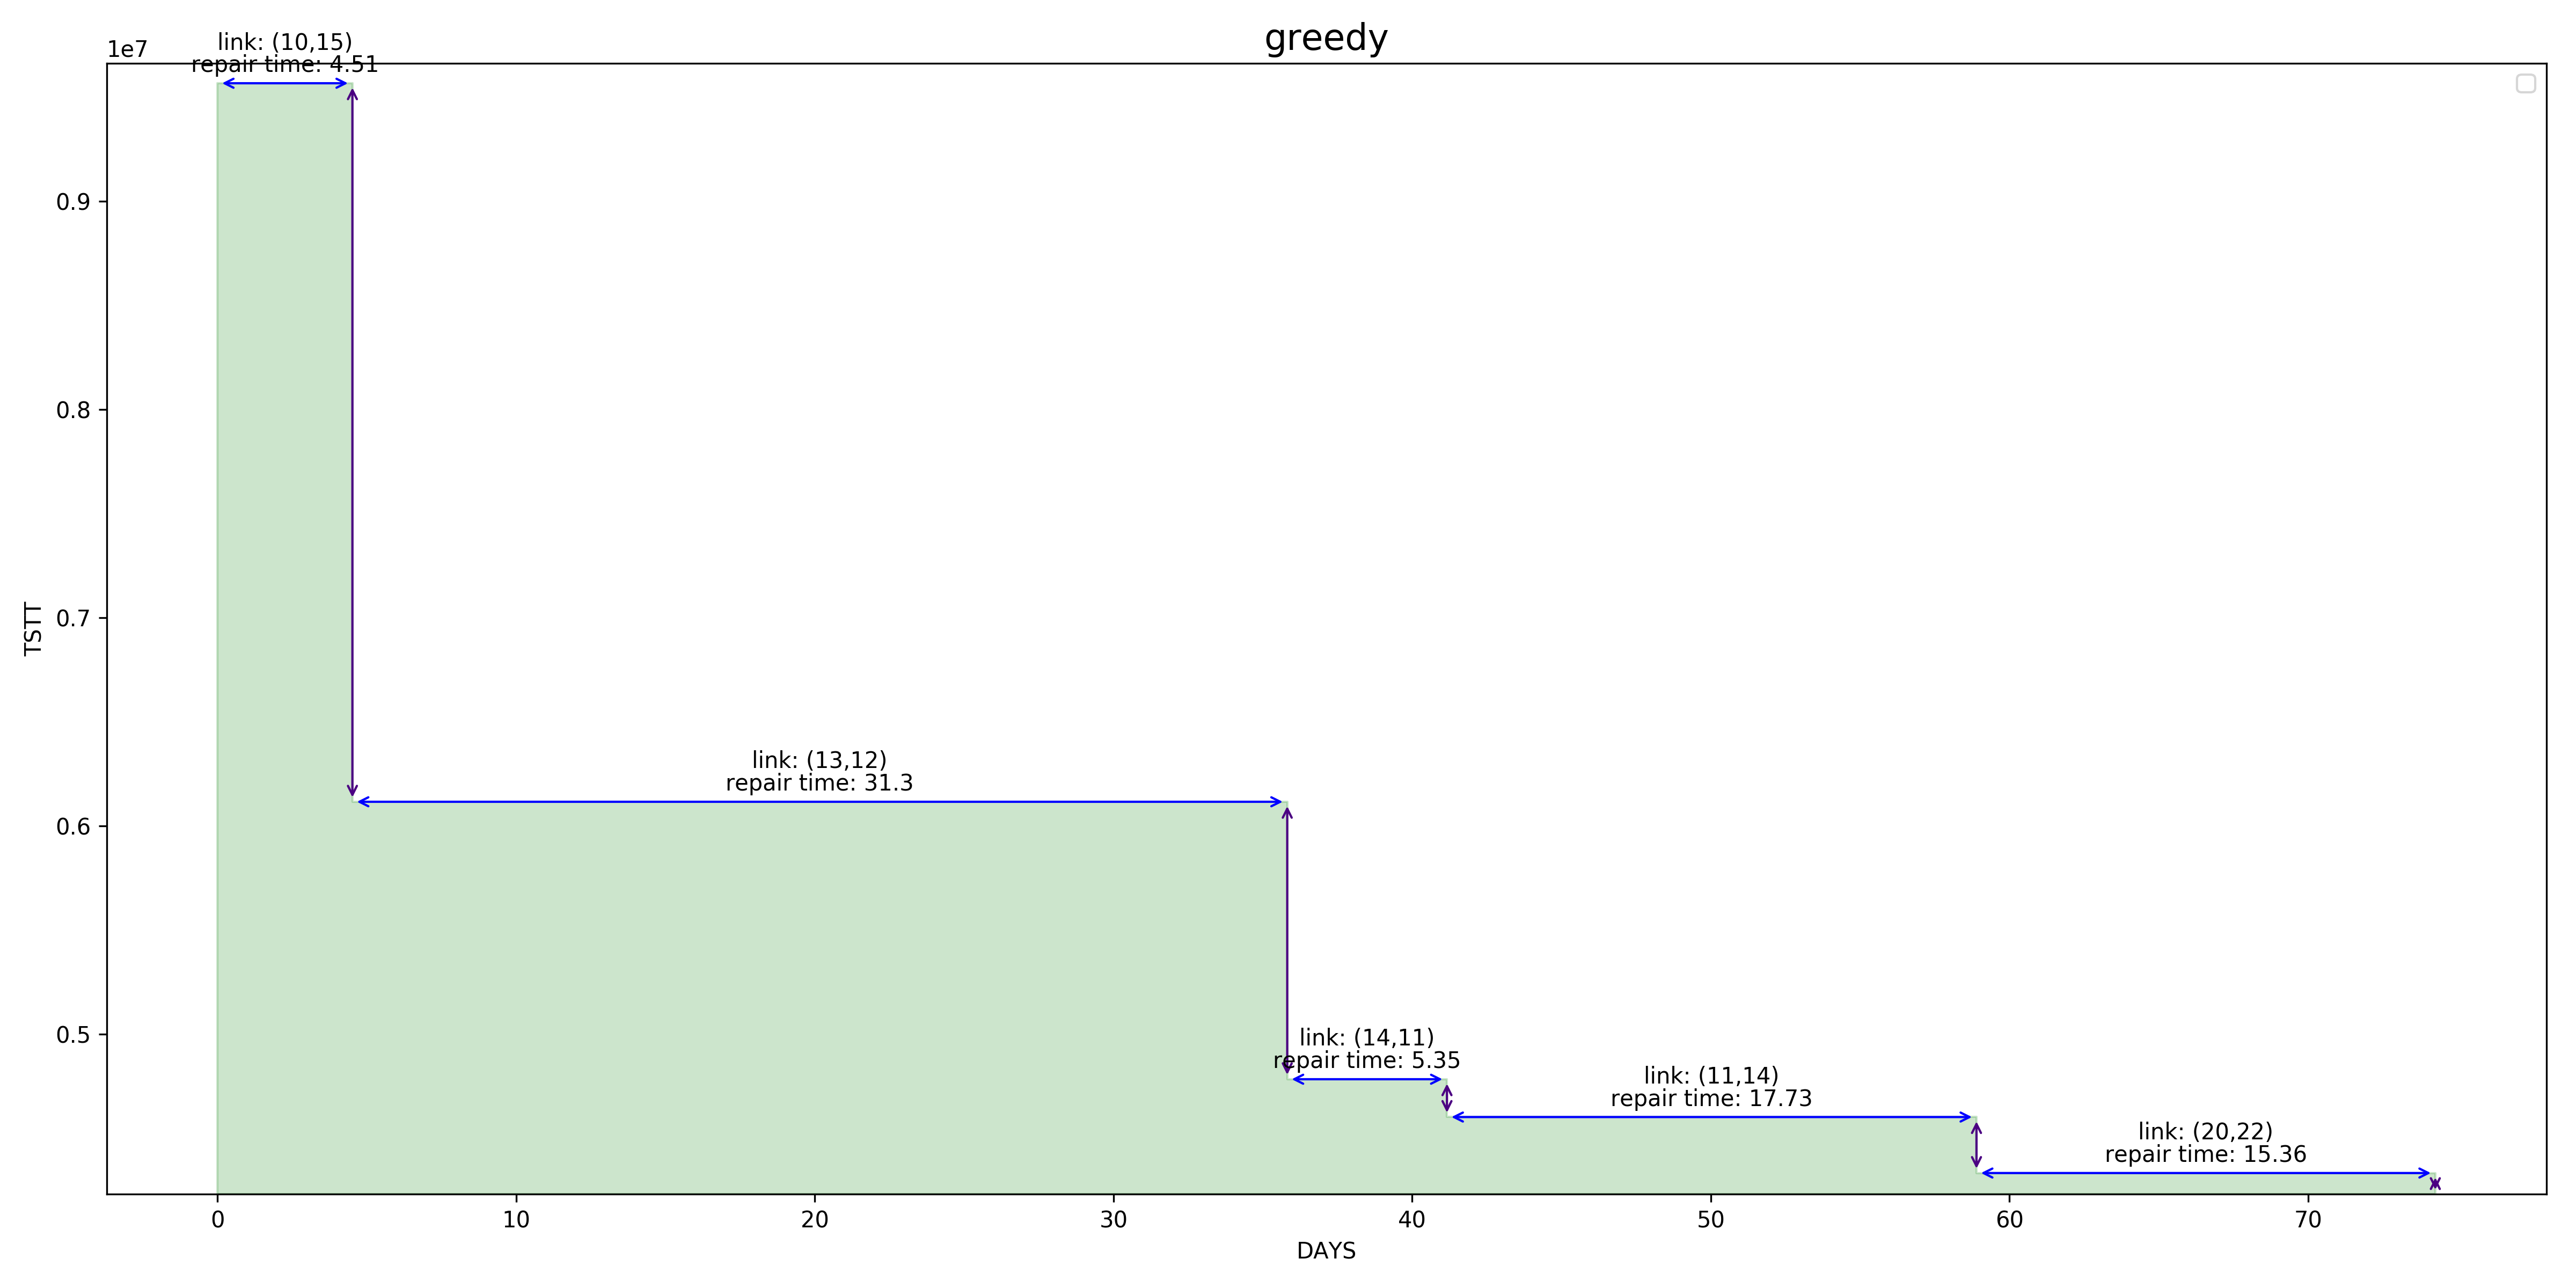 greedy
1e7
link: (10,15)
repair time: 4.51
0.9
0.8
0.7
0.6
0.5
TSTT
link: (13,12)
repair time: 31.3
link: (14,11)
repair time: 5.35
link: (11,14)
repair time: 17.73
link: (20,22)
repair time: 15.36
0 10 20 30 40 50 60 70
DAYS